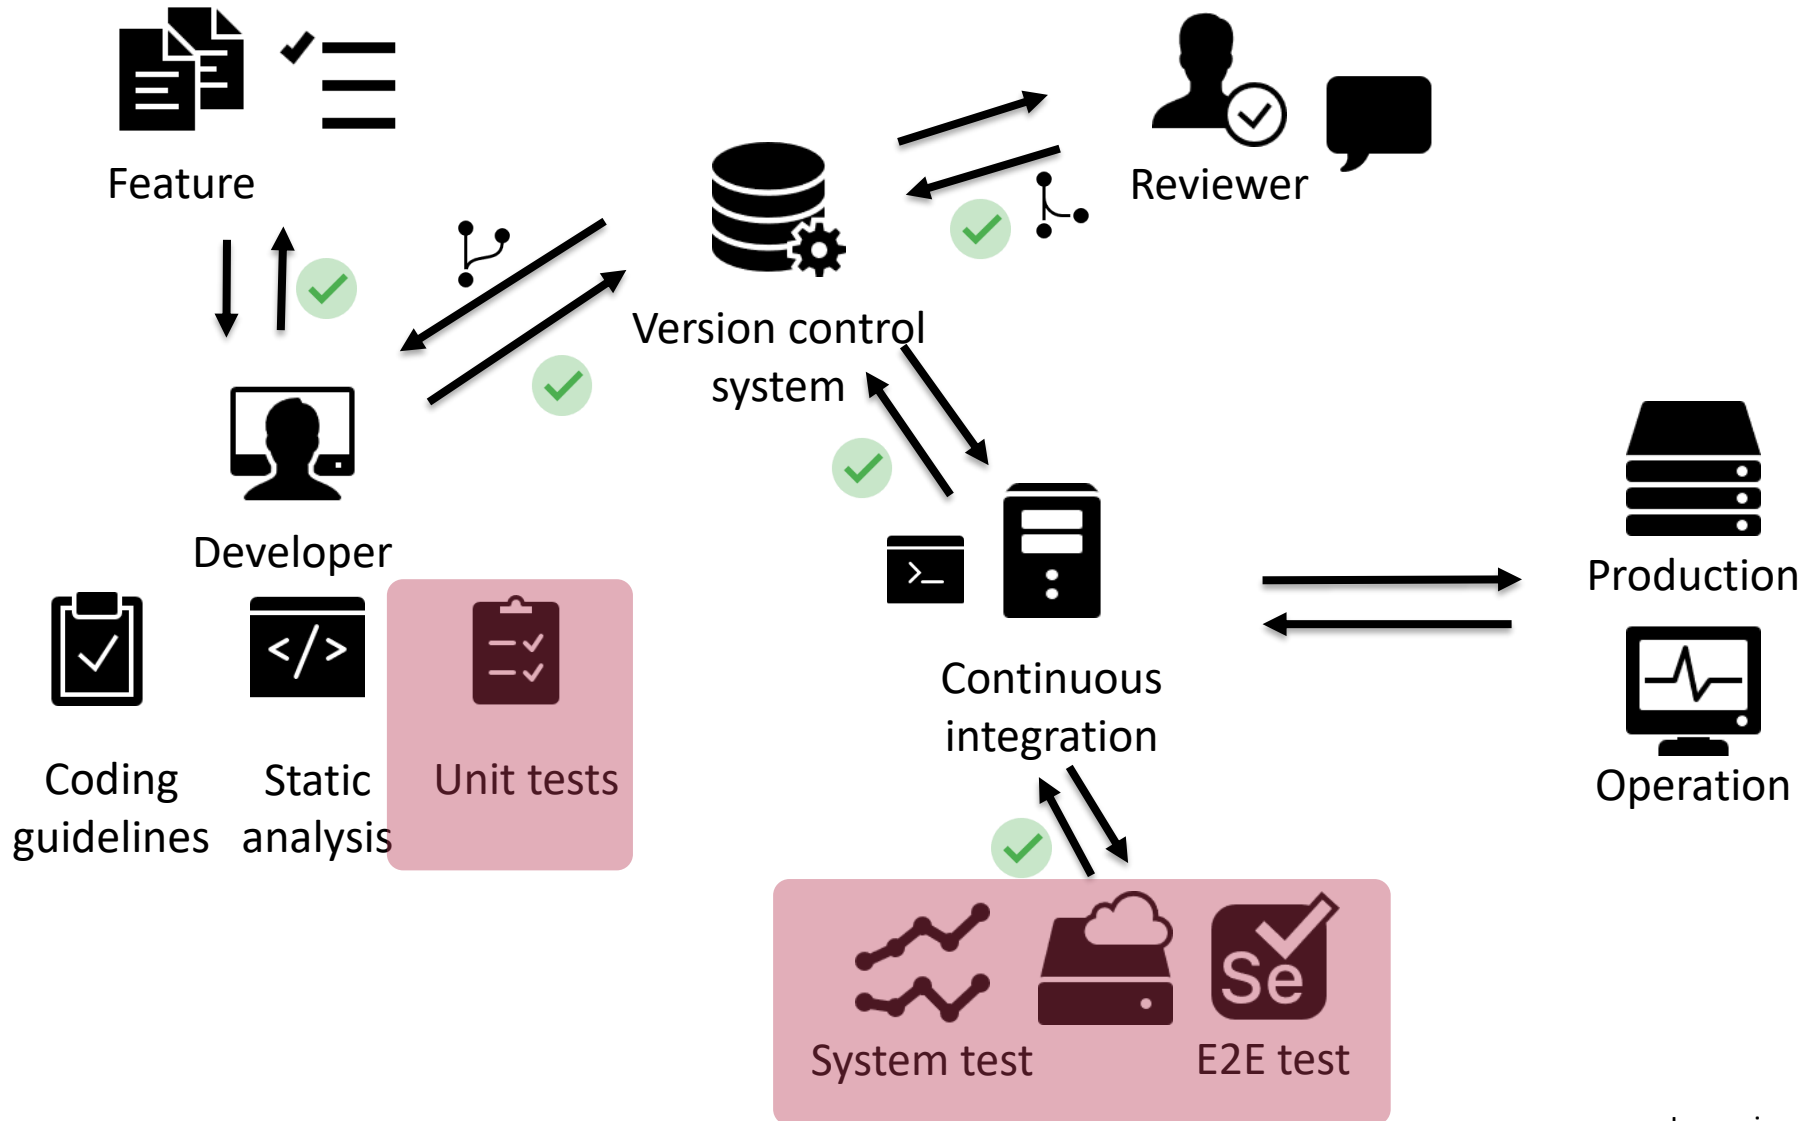 Feature
Reviewer
Version control
system
Developer
Production
Continuous
integration
Coding
guidelines
Static
analysis
Unit tests
Operation
</>
>_
Se
System test
E2E test